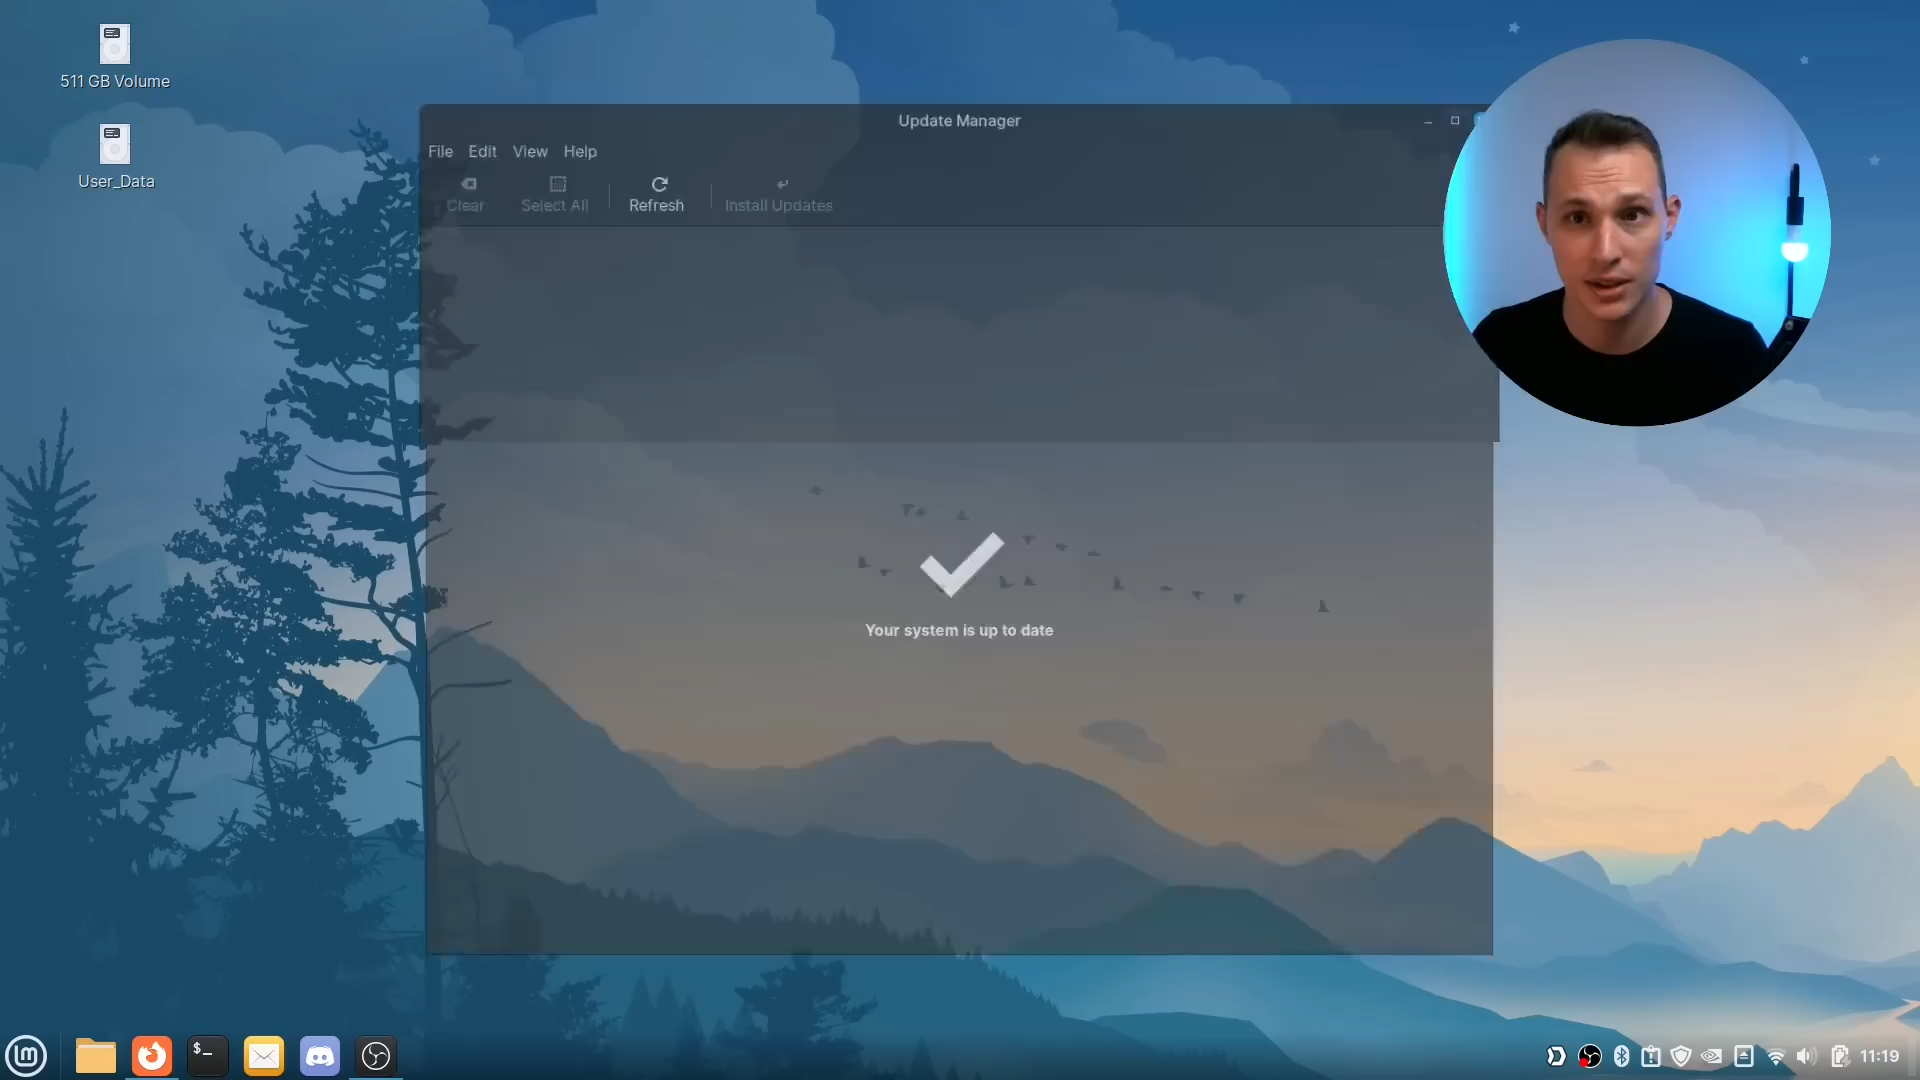 511 GB Volume
User_Data
Update Manager
File Edit View Help
Clear Select All Refresh Install Updates
Your system is up to date
$_
11:19